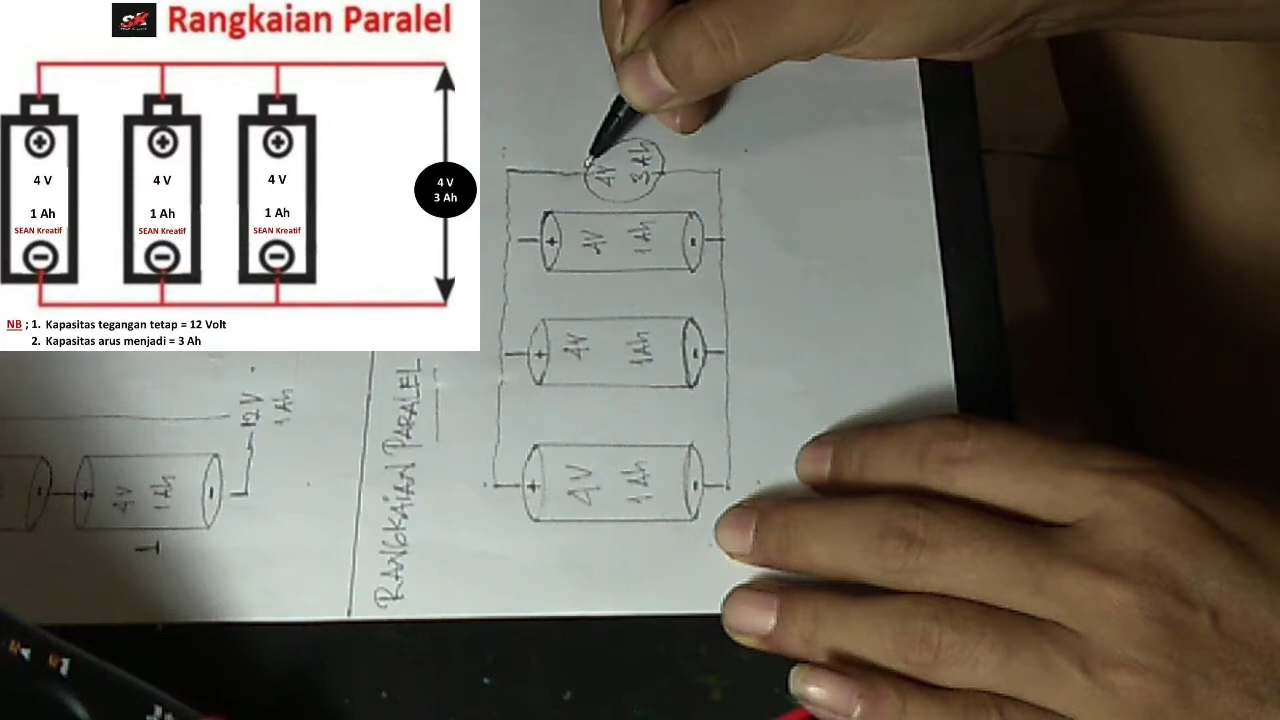 SK
Rangkaian Paralel
4 V 4 V 4 V
1 Ah 1 Ah 1 Ah
SEAN Kreatif SEAN Kreatif SEAN Kreatif
4 V
3 Ah
NB ; 1. Kapasitas tegangan tetap = 12 Volt
2. Kapasitas arus menjadi = 3 Ah
4V
1Ah
12V
1Ah
RANGKAIAN PARALEL
4V
3Ah
4V
1Ah
4V
1Ah
4V
1Ah